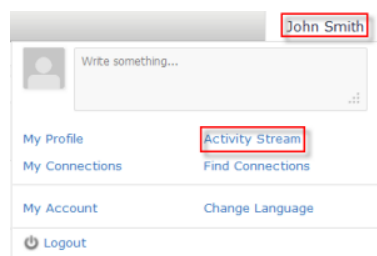 John Smith
Write something...
My Profile Activity Stream
My Connections Find Connections
My Account Change Language
Logout